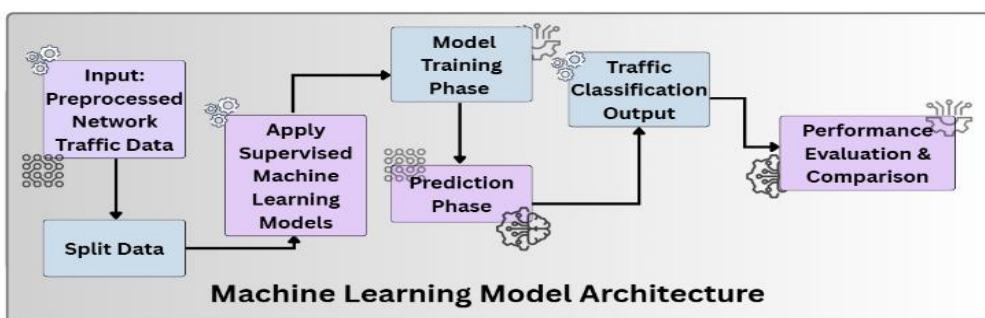 Input:
Preprocessed
Network
Traffic Data
Split Data
Apply
Supervised
Machine
Learning
Models
Model
Training
Phase
Prediction
Phase
Traffic
Classification
Output
Performance
Evaluation &
Comparison
Machine Learning Model Architecture